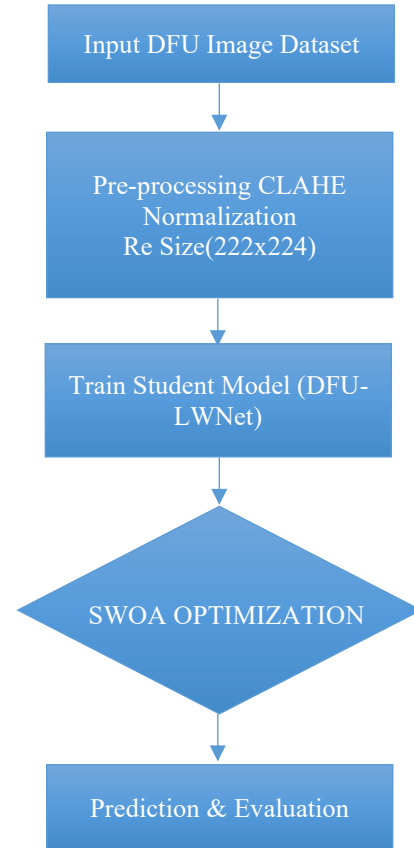 Input DFU Image Dataset
Pre-processing CLAHE
Normalization
Re Size(222x224)
Train Student Model (DFU-
LWNet)
SWOA OPTIMIZATION
Prediction & Evaluation